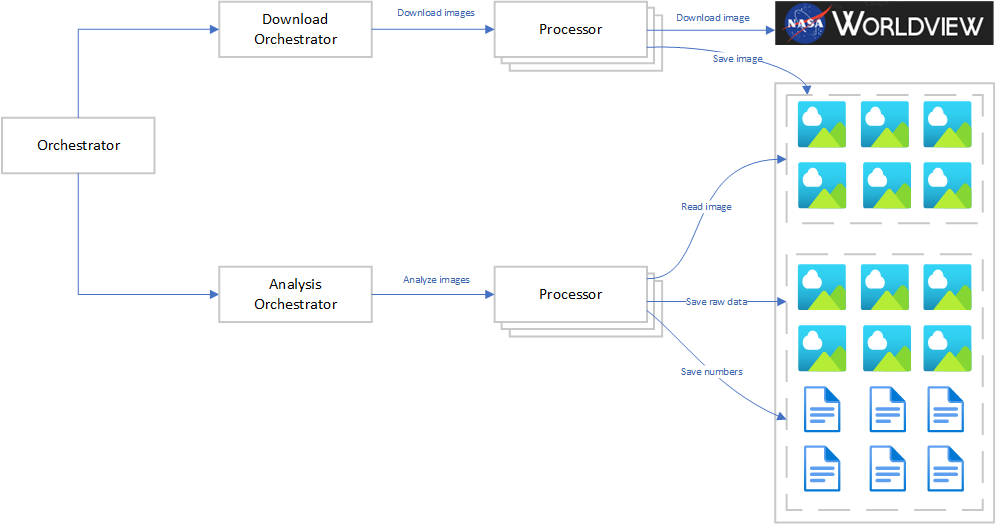 Download
Orchestrator
Download images
Processor
Download image
NASA
WORLDVIEW
Save image
Orchestrator
Read image
Analysis
Orchestrator
Analyze images
Processor
Save raw data
Save numbers